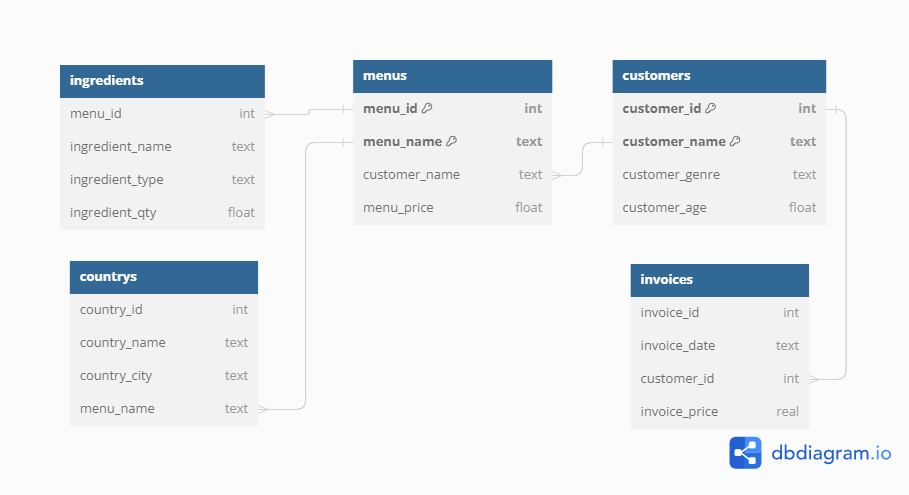 ingredients
menu_id int
ingredient_name text
ingredient_type text
ingredient_qty float
menus
menu_id int
menu_name text
customer_name text
menu_price float
customers
customer_id int
customer_name text
customer_genre text
customer_age float
countrys
country_id int
country_name text
country_city text
menu_name text
invoices
invoice_id int
invoice_date text
customer_id int
invoice_price real
dbdiagram.io